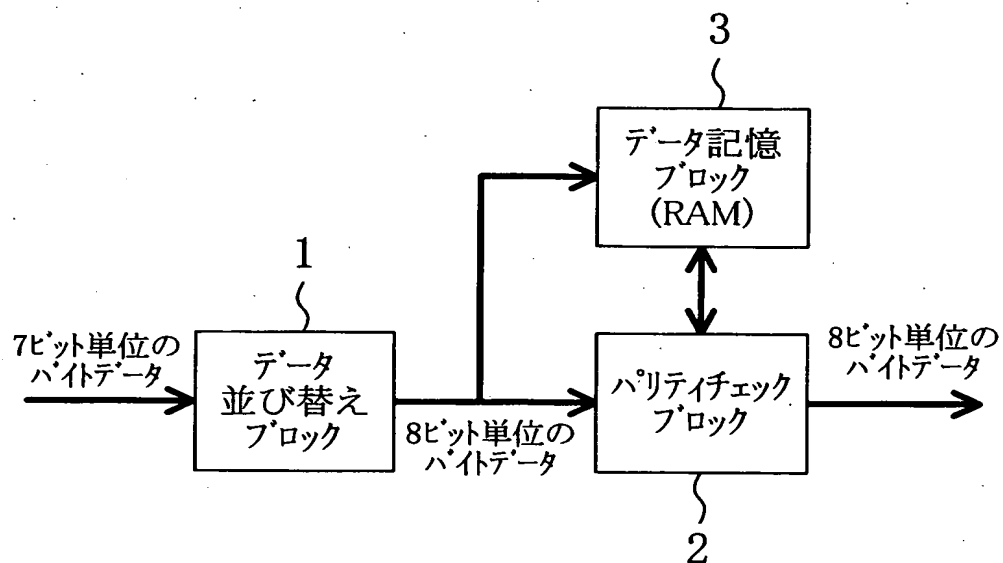 3
データ記憶
ブロック
(RAM)
1
7ビット単位の
バイトデータ
データ
並び替え
ブロック
8ビット単位の
バイトデータ
パリティチェック
ブロック
8ビット単位の
バイトデータ
2